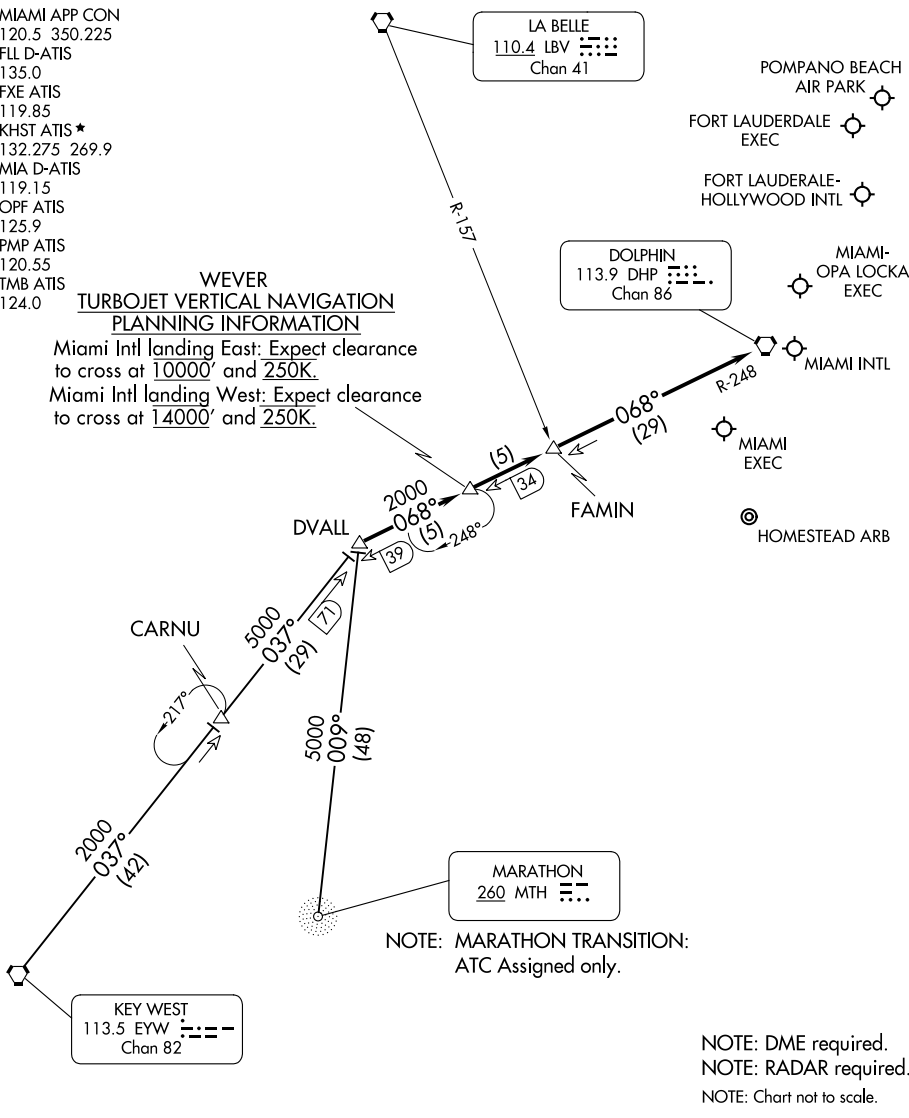 MIAMI APP CON
120.5 350.225
FLL D-ATIS
135.0
FXE ATIS
119.85
KHST ATIS ★
132.275 269.9
MIA D-ATIS
119.15
OPF ATIS
125.9
PMP ATIS
120.55
TMB ATIS
124.0
LA BELLE
110.4 LBV
Chan 41
POMPANO BEACH
AIR PARK
FORT LAUDERDALE
EXEC
FORT LAUDERALE-
HOLLYWOOD INTL
R-157
DOLPHIN
113.9 DHP
Chan 86
MIAMI-
OPA LOCKA
EXEC
MIAMI INTL
R-248
MIAMI
EXEC
HOMESTEAD ARB
WEVER
TURBOJET VERTICAL NAVIGATION
PLANNING INFORMATION
Miami Intl landing East: Expect clearance
to cross at 10000' and 250K.
Miami Intl landing West: Expect clearance
to cross at 14000' and 250K.
068°
(29)
(5)
34
FAMIN
2000
068°
(5)
248°
39
DVALL
71
5000
037°
(29)
CARNU
217°
5000
009°
(48)
2000
037°
(42)
MARATHON
260 MTH
NOTE: MARATHON TRANSITION:
ATC Assigned only.
KEY WEST
113.5 EYW
Chan 82
NOTE: DME required.
NOTE: RADAR required.
NOTE: Chart not to scale.